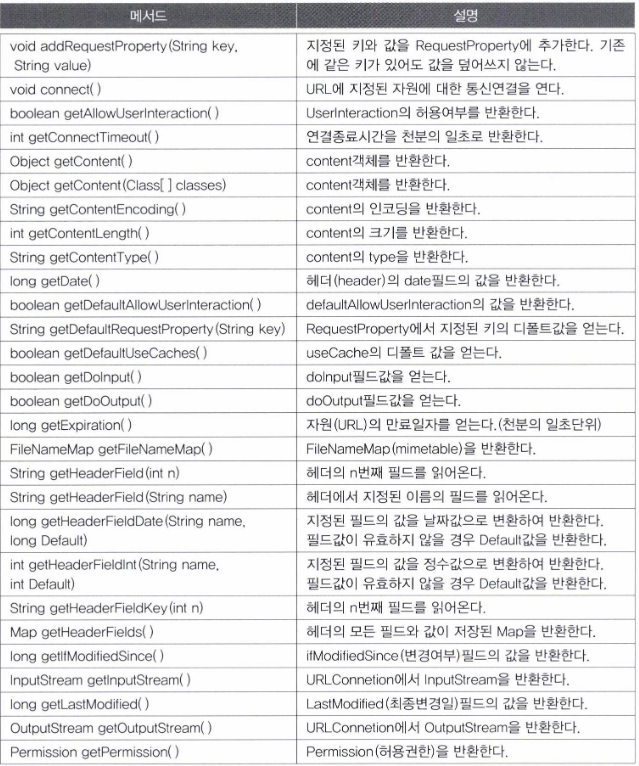 메서드 설명
void addRequestProperty(String key, 지정된 키와 값을 RequestProperty에 추가한다. 기존
String value) 에 같은 키가 있어도 값을 덮어쓰지 않는다.
void connect( ) URL에 지정된 자원에 대한 통신연결을 연다.
boolean getAllowUserInteraction( ) UserInteraction의 허용여부를 반환한다.
int getConnectTimeout( ) 연결종료시간을 천분의 일초로 반환한다.
Object getContent( ) content객체를 반환한다.
Object getContent(Class[ ] classes) content객체를 반환한다.
String getContentEncoding( ) content의 인코딩을 반환한다.
int getContentLength( ) content의 크기를 반환한다.
String getContentType( ) content의 type을 반환한다.
long getDate( ) 헤더(header)의 date필드의 값을 반환한다.
boolean getDefaultAllowUserInteraction( ) defaultAllowUserInteraction의 값을 반환한다.
String getDefaultRequestProperty(String key) RequestProperty에서 지정된 키의 디폴트값을 얻는다.
boolean getDefaultUseCaches( ) useCache의 디폴트 값을 얻는다.
boolean getDoInput( ) doInput필드값을 얻는다.
boolean getDoOutput( ) doOutput필드값을 얻는다.
long getExpiration( ) 자원(URL)의 만료일자를 얻는다.(천분의 일초단위)
FileNameMap getFileNameMap( ) FileNameMap(mimetable)을 반환한다.
String getHeaderField(int n) 헤더의 n번째 필드를 읽어온다.
String getHeaderField(String name) 헤더에서 지정된 이름의 필드를 읽어온다.
long getHeaderFieldDate(String name, 지정된 필드의 값을 날짜값으로 변환하여 반환한다.
long Default) 필드값이 유효하지 않을 경우 Default값을 반환한다.
int getHeaderFieldInt(String name, 지정된 필드의 값을 정수값으로 변환하여 반환한다.
int Default) 필드값이 유효하지 않을 경우 Default값을 반환한다.
String getHeaderFieldKey(int n) 헤더의 n번째 필드를 읽어온다.
Map getHeaderFields( ) 헤더의 모든 필드와 값이 저장된 Map을 반환한다.
long getIfModifiedSince( ) ifModifiedSince(변경여부)필드의 값을 반환한다.
InputStream getInputStream( ) URLConnetion에서 InputStream을 반환한다.
long getLastModified( ) LastModified(최종변경일)필드의 값을 반환한다.
OutputStream getOutputStream( ) URLConnetion에서 OutputStream을 반환한다.
Permission getPermission( ) Permission(허용권한)을 반환한다.